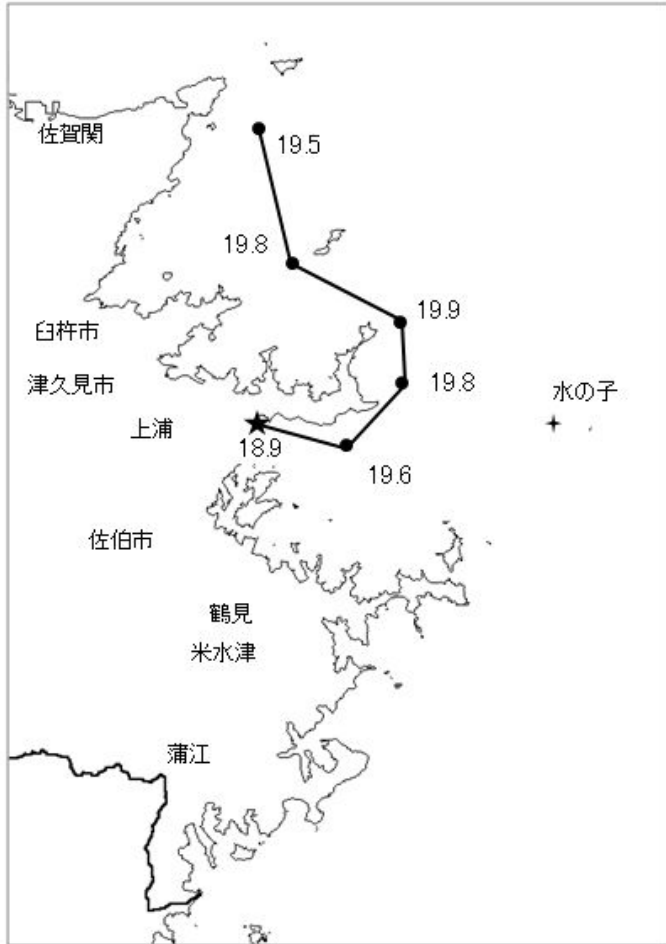 佐賀関
19.5
19.8
19.9
臼杵市
津久見市
19.8
水の子
上浦
18.9
19.6
佐伯市
鶴見
米水津
蒲江